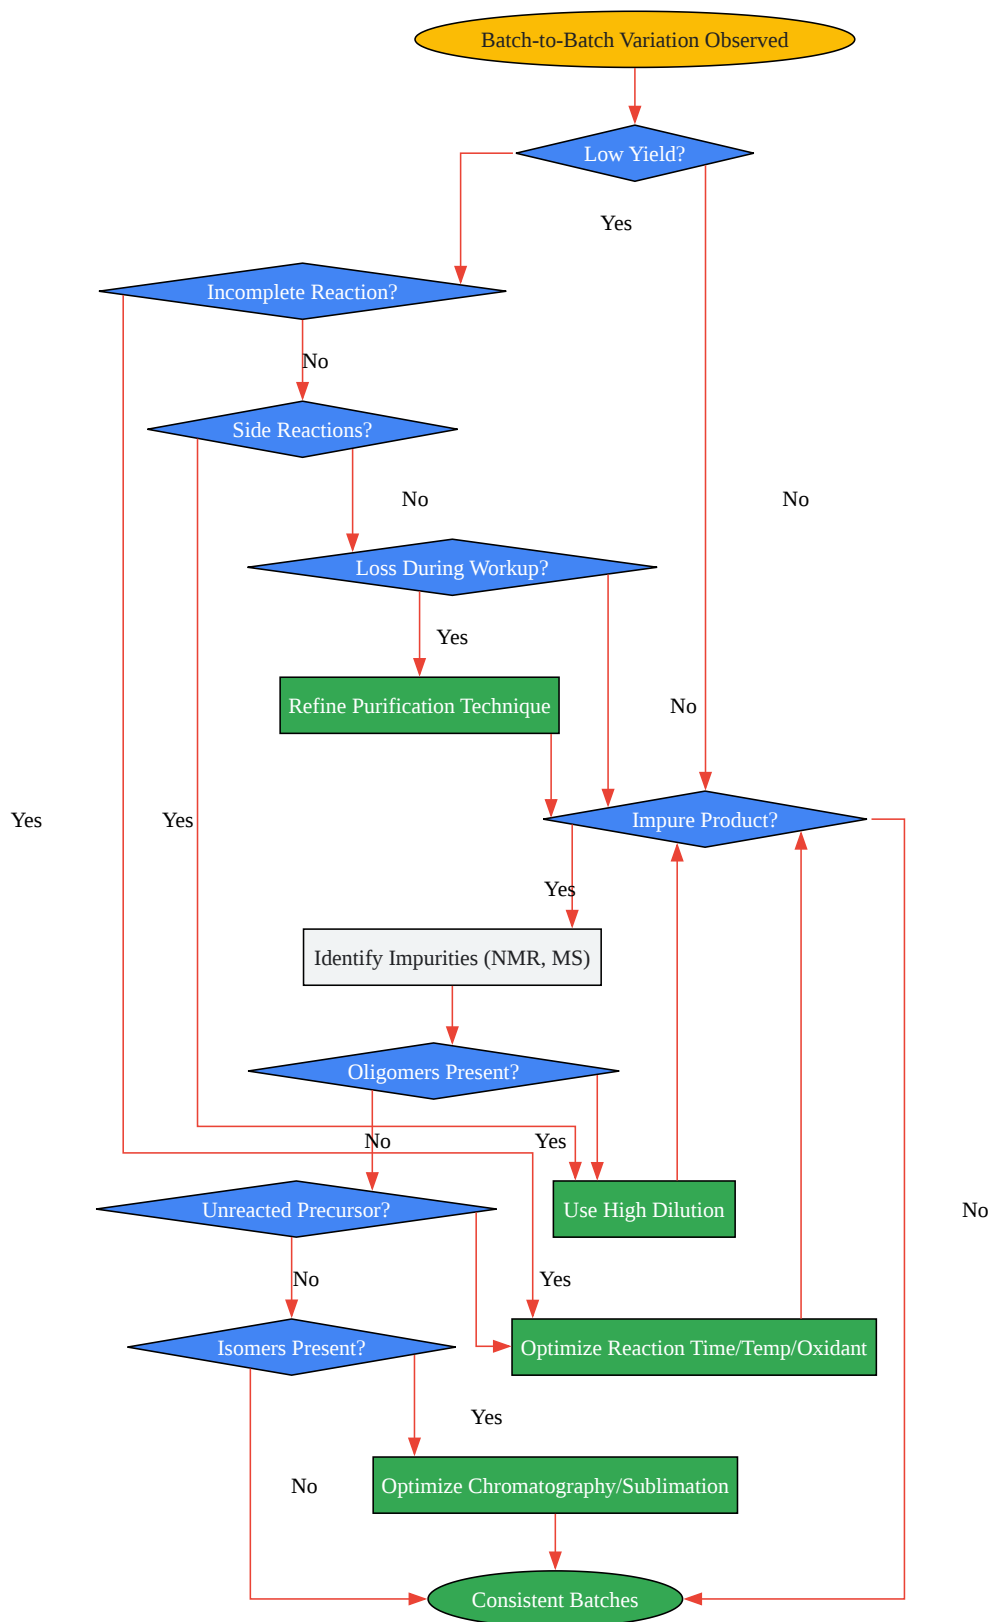 Batch-to-Batch Variation Observed
Low Yield?
Yes
Incomplete Reaction?
No
Side Reactions?
No
No
Loss During Workup?
Yes
Refine Purification Technique
No
Yes
Yes
Impure Product?
Yes
Identify Impurities (NMR, MS)
Oligomers Present?
No
Yes
Unreacted Precursor?
Use High Dilution
No
No
Yes
Isomers Present?
Optimize Reaction Time/Temp/Oxidant
Yes
No
Optimize Chromatography/Sublimation
Consistent Batches